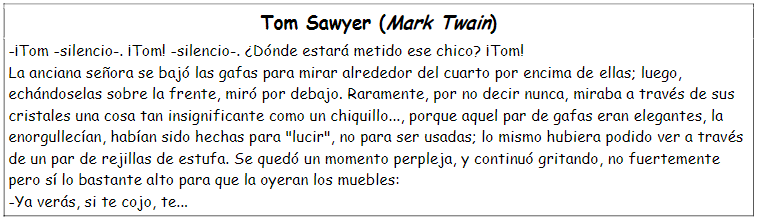 Tom Sawyer (Mark Twain)
-¡Tom -silencio-. ¡Tom! -silencio-. ¿Dónde estará metido ese chico? ¡Tom!
La anciana señora se bajó las gafas para mirar alrededor del cuarto por encima de ellas; luego,
echándoselas sobre la frente, miró por debajo. Raramente, por no decir nunca, miraba a través de sus
cristales una cosa tan insignificante como un chiquillo..., porque aquel par de gafas eran elegantes, la
enorgullecían, habían sido hechas para "lucir", no para ser usadas; lo mismo hubiera podido ver a través
de un par de rejillas de estufa. Se quedó un momento perpleja, y continuó gritando, no fuertemente
pero sí lo bastante alto para que la oyeran los muebles:
-Ya verás, si te cojo, te...